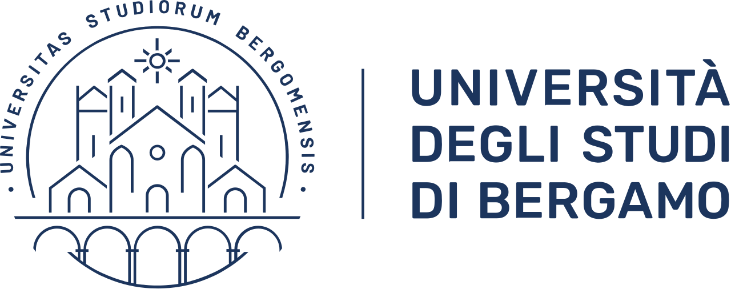 · UNIVERSITAS STUDIORUM BERGOMENSIS ·
UNIVERSITÀ
DEGLI STUDI
DI BERGAMO